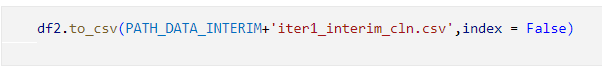 df2.to_csv(PATH_DATA_INTERIM+'iter1_interim_cln.csv',index = False)